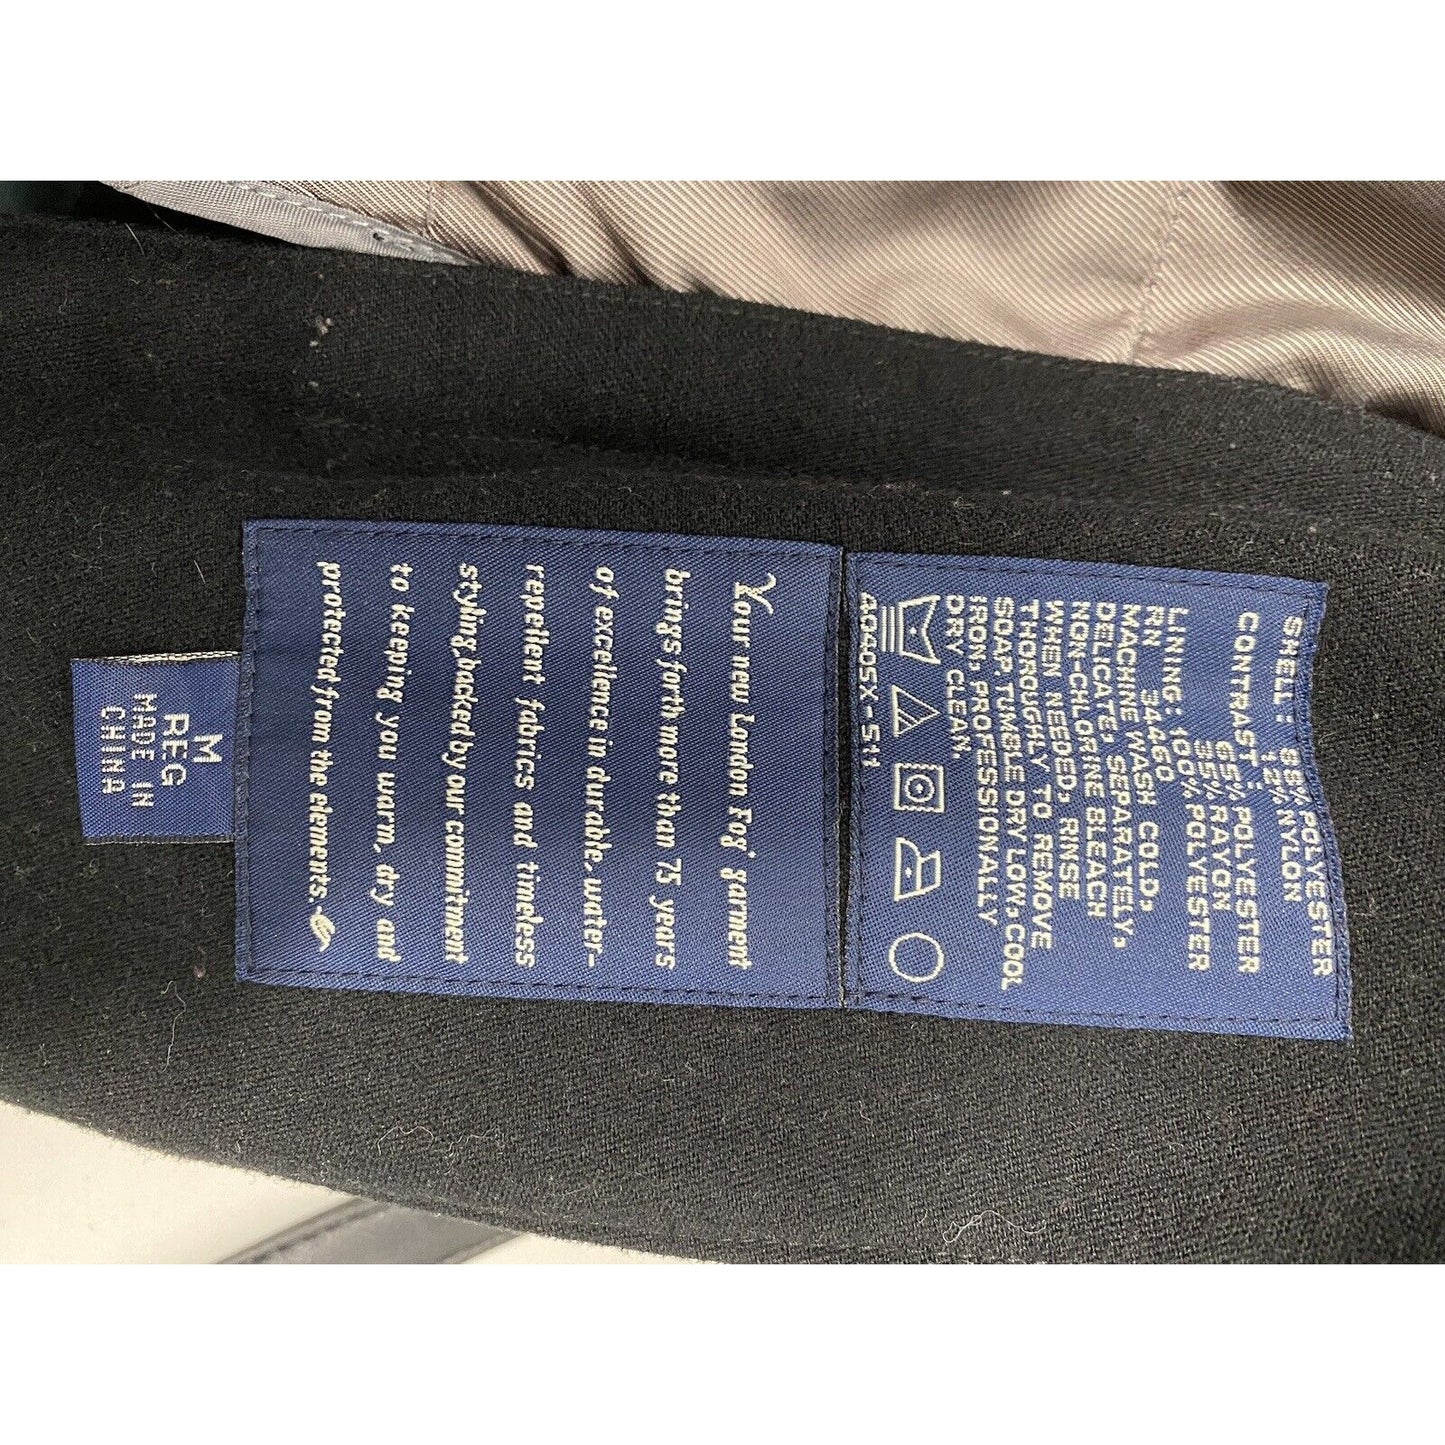 SHELL: 88% POLYESTER
12% NYLON
CONTRAST: 65% POLYESTER
35% RAYON
LINING: 100% POLYESTER
RN 34460
MACHINE WASH COLD,
DELICATE, SEPARATELY,
NON-CHLORINE BLEACH
WHEN NEEDED, RINSE
THOROUGHLY TO REMOVE
SOAP, TUMBLE DRY LOW, COOL
IRON, PROFESSIONALLY
DRY CLEAN
Your new London Fog® garment
brings forth more than 75 years
of excellence in durable, water-
repellent fabrics and timeless
styling, backed by our commitment
to keeping you warm, dry and
protected from the elements.
M
REG
MADE IN
CHINA